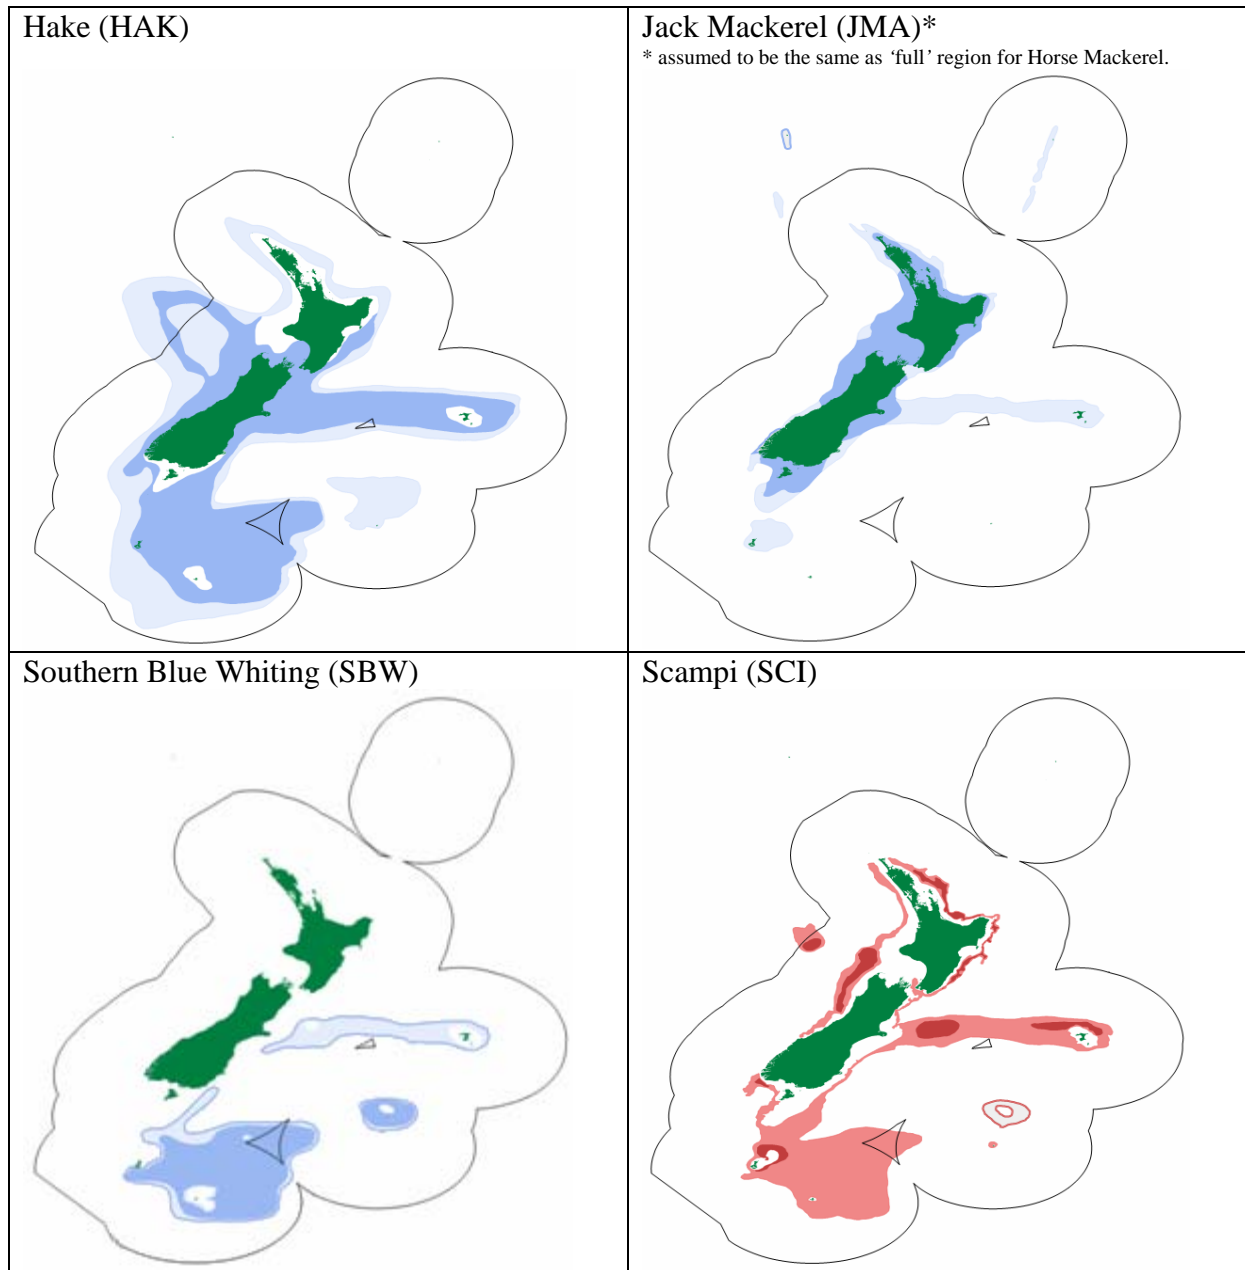 Hake (HAK)
Jack Mackerel (JMA)*
* assumed to be the same as ‘full’ region for Horse Mackerel.
Southern Blue Whiting (SBW)
Scampi (SCI)